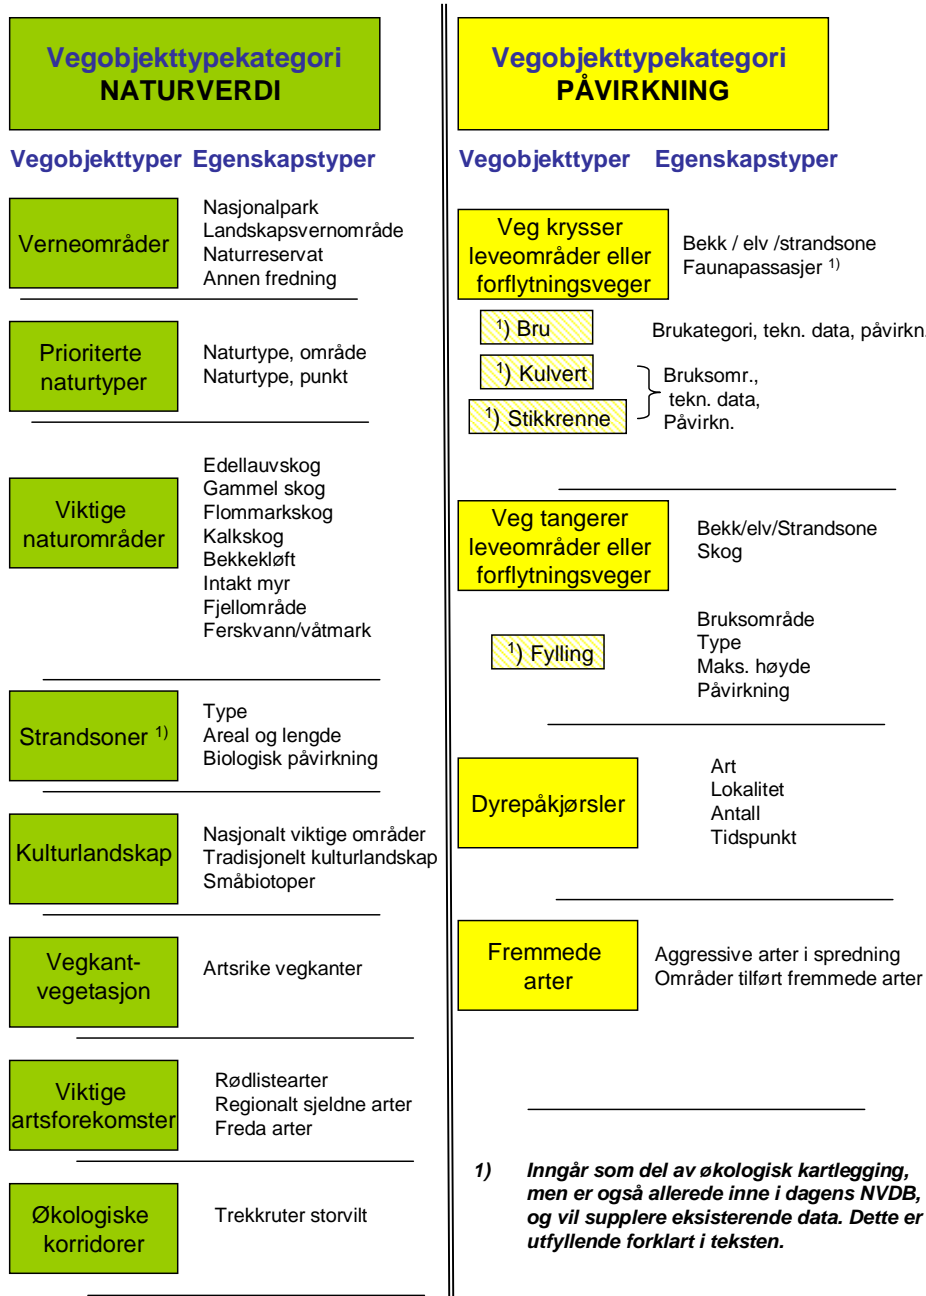 Vegobjekttypekategori
NATURVERDI
Vegobjekttyper Egenskapstyper
Verneområder
Nasjonalpark
Landskapsvernområde
Naturreservat
Annen fredning
Prioriterte
naturtyper
Naturtype, område
Naturtype, punkt
Viktige
naturområder
Edellauvskog
Gammel skog
Flommarkskog
Kalkskog
Bekkekløft
Intakt myr
Fjellområde
Ferskvann/våtmark
Strandsoner 1)
Type
Areal og lengde
Biologisk påvirkning
Kulturlandskap
Nasjonalt viktige områder
Tradisjonelt kulturlandskap
Småbiotoper
Vegkant-
vegetasjon
Artsrike vegkanter
Viktige
artsforekomster
Rødlistearter
Regionalt sjeldne arter
Freda arter
Økologiske
korridorer
Trekkruter storvilt
Vegobjekttypekategori
PÅVIRKNING
Vegobjekttyper Egenskapstyper
Veg krysser
leveområder eller
forflytningsveger
Bekk / elv /strandsone
Faunapassasjer 1)
1) Bru
Brukategori, tekn. data, påvirkn.
1) Kulvert
1) Stikkrenne
Bruksomr.,
tekn. data,
Påvirkn.
Veg tangerer
leveområder eller
forflytningsveger
Bekk/elv/Strandsone
Skog
1) Fylling
Bruksområde
Type
Maks. høyde
Påvirkning
Dyrepåkjørsler
Art
Lokalitet
Antall
Tidspunkt
Fremmede
arter
Aggressive arter i spredning
Områder tilført fremmede arter
1) Inngår som del av økologisk kartlegging,
men er også allerede inne i dagens NVDB,
og vil supplere eksisterende data. Dette er
utfyllende forklart i teksten.